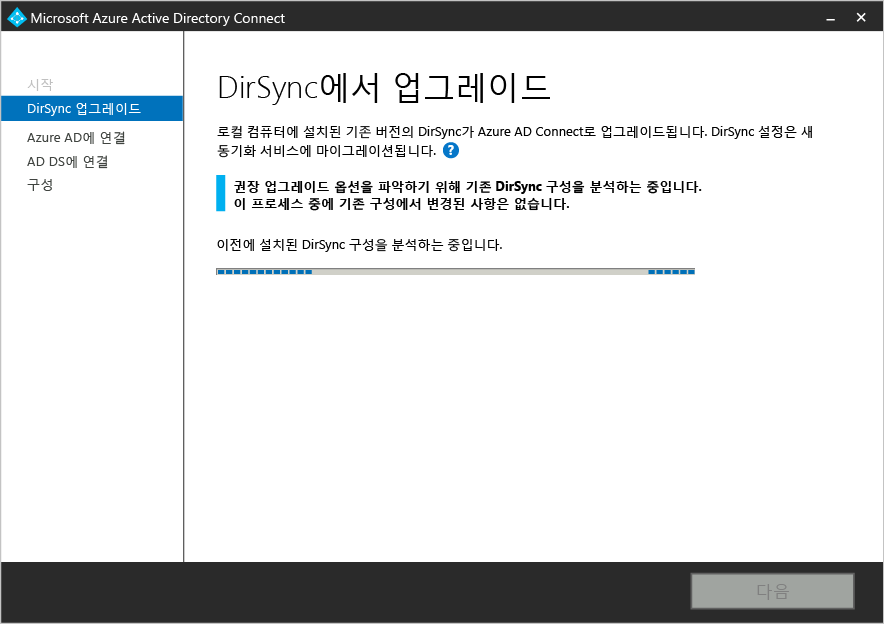 Microsoft Azure Active Directory Connect
시작
DirSync 업그레이드
Azure AD에 연결
AD DS에 연결
구성
DirSync에서 업그레이드
로컬 컴퓨터에 설치된 기존 버전의 DirSync가 Azure AD Connect로 업그레이드됩니다. DirSync 설정은 새
동기화 서비스에 마이그레이션됩니다. ?
권장 업그레이드 옵션을 파악하기 위해 기존 DirSync 구성을 분석하는 중입니다.
이 프로세스 중에 기존 구성에서 변경된 사항은 없습니다.
이전에 설치된 DirSync 구성을 분석하는 중입니다.
다음